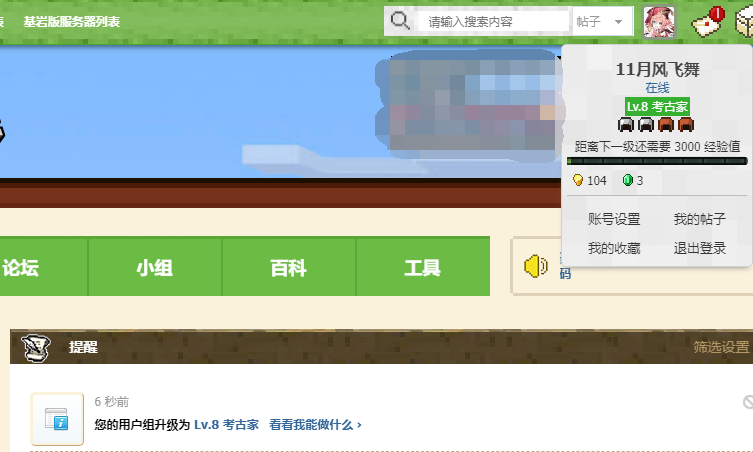 基岩版服务器列表
请输入搜索内容
帖子
11月风飞舞
在线
Lv.8 考古家
距离下一级还需要 3000 经验值
104 3
账号设置 我的帖子
我的收藏 退出登录
论坛 小组 百科 工具
码
提醒
筛选设置
6 秒前
您的用户组升级为 Lv.8 考古家 看看我能做什么 ›